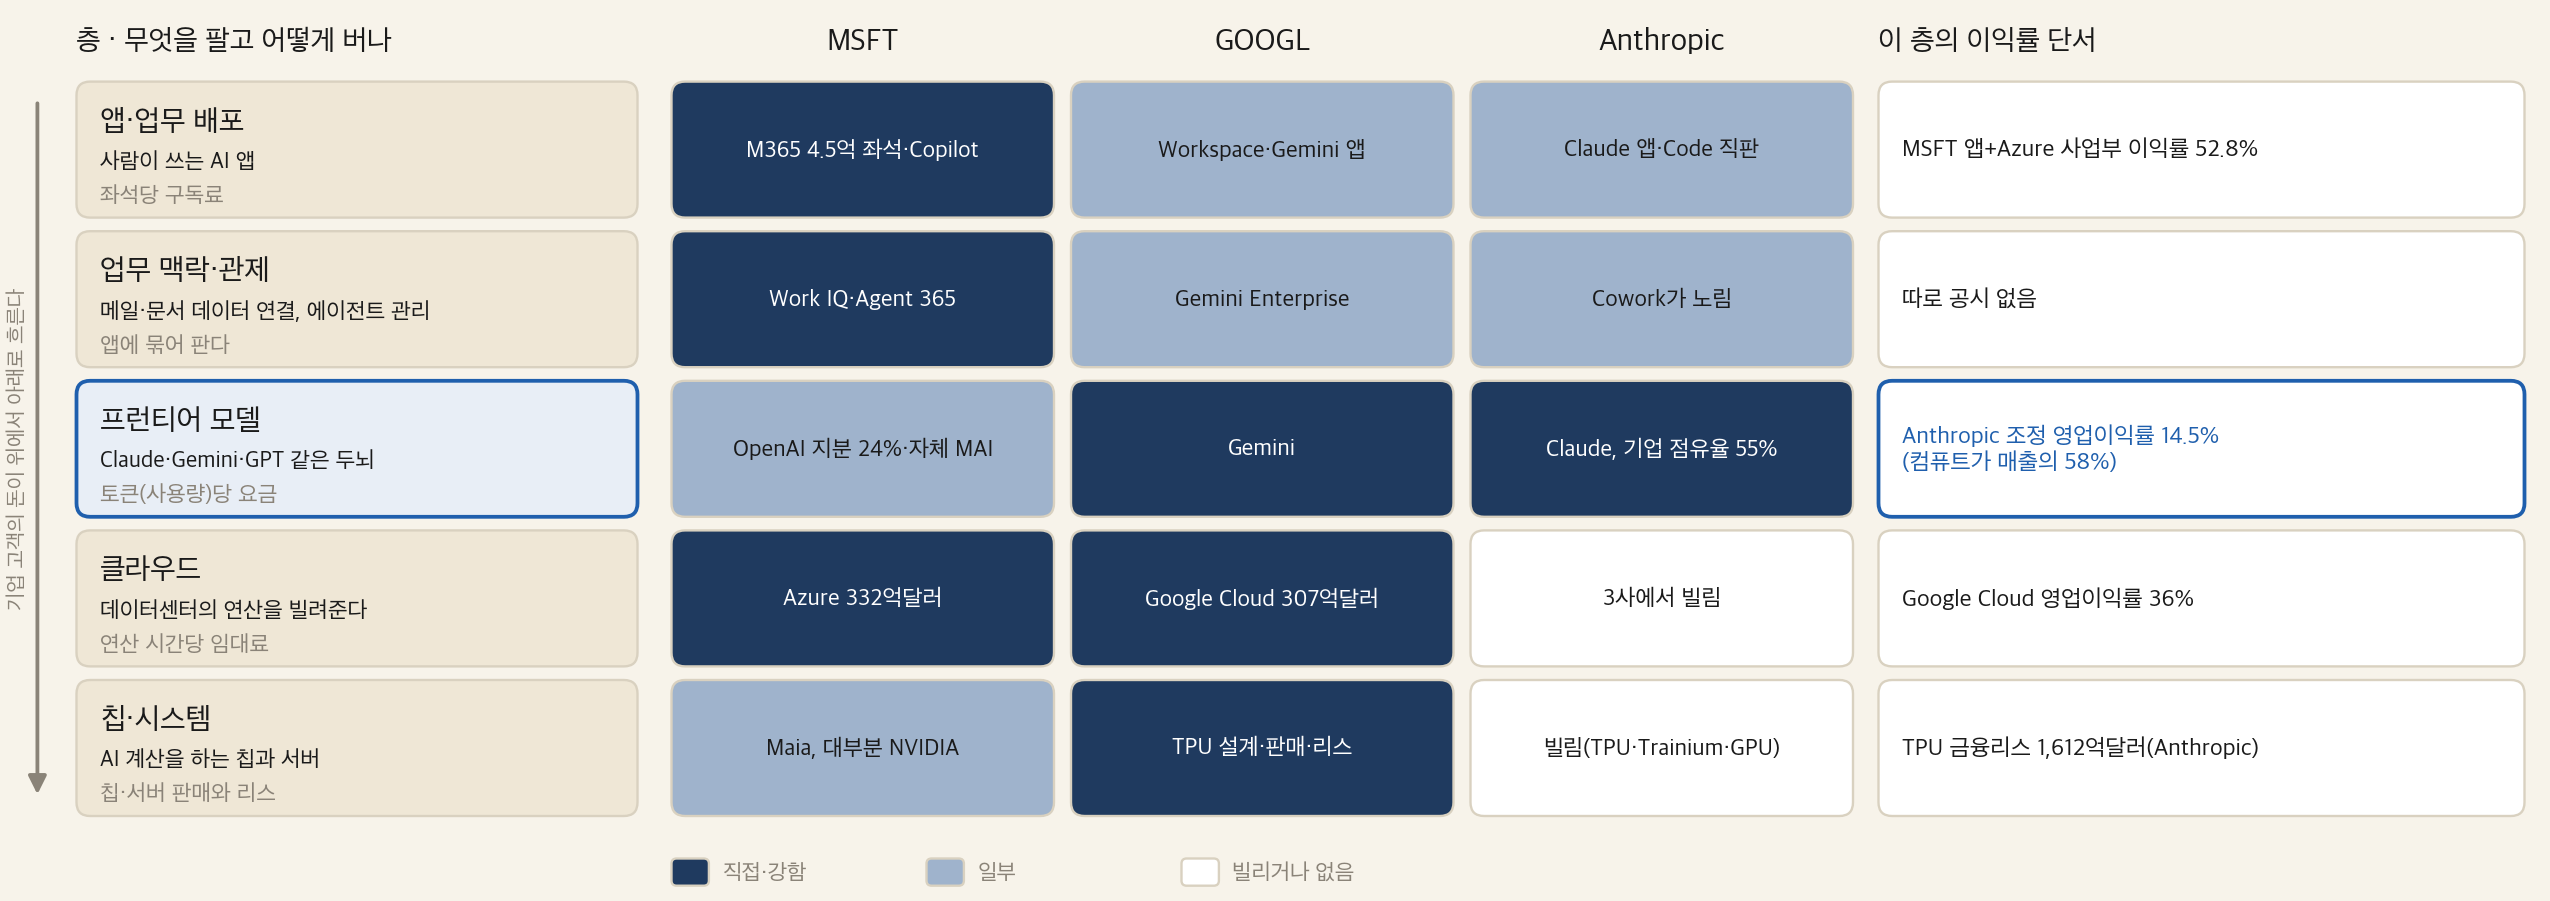 층 · 무엇을 팔고 어떻게 버나
MSFT
GOOGL
Anthropic
이 층의 이익률 단서
기업 고객의 돈이 위에서 아래로 흐른다
앱·업무 배포
사람이 쓰는 AI 앱
좌석당 구독료
M365 4.5억 좌석·Copilot
Workspace·Gemini 앱
Claude 앱·Code 직판
MSFT 앱+Azure 사업부 이익률 52.8%
업무 맥락·관제
메일·문서 데이터 연결, 에이전트 관리
앱에 묶어 판다
Work IQ·Agent 365
Gemini Enterprise
Cowork가 노림
따로 공시 없음
프런티어 모델
Claude·Gemini·GPT 같은 두뇌
토큰(사용량)당 요금
OpenAI 지분 24%·자체 MAI
Gemini
Claude, 기업 점유율 55%
Anthropic 조정 영업이익률 14.5%
(컴퓨트가 매출의 58%)
클라우드
데이터센터의 연산을 빌려준다
연산 시간당 임대료
Azure 332억달러
Google Cloud 307억달러
3사에서 빌림
Google Cloud 영업이익률 36%
칩·시스템
AI 계산을 하는 칩과 서버
칩·서버 판매와 리스
Maia, 대부분 NVIDIA
TPU 설계·판매·리스
빌림(TPU·Trainium·GPU)
TPU 금융리스 1,612억달러(Anthropic)
직접·강함
일부
빌리거나 없음